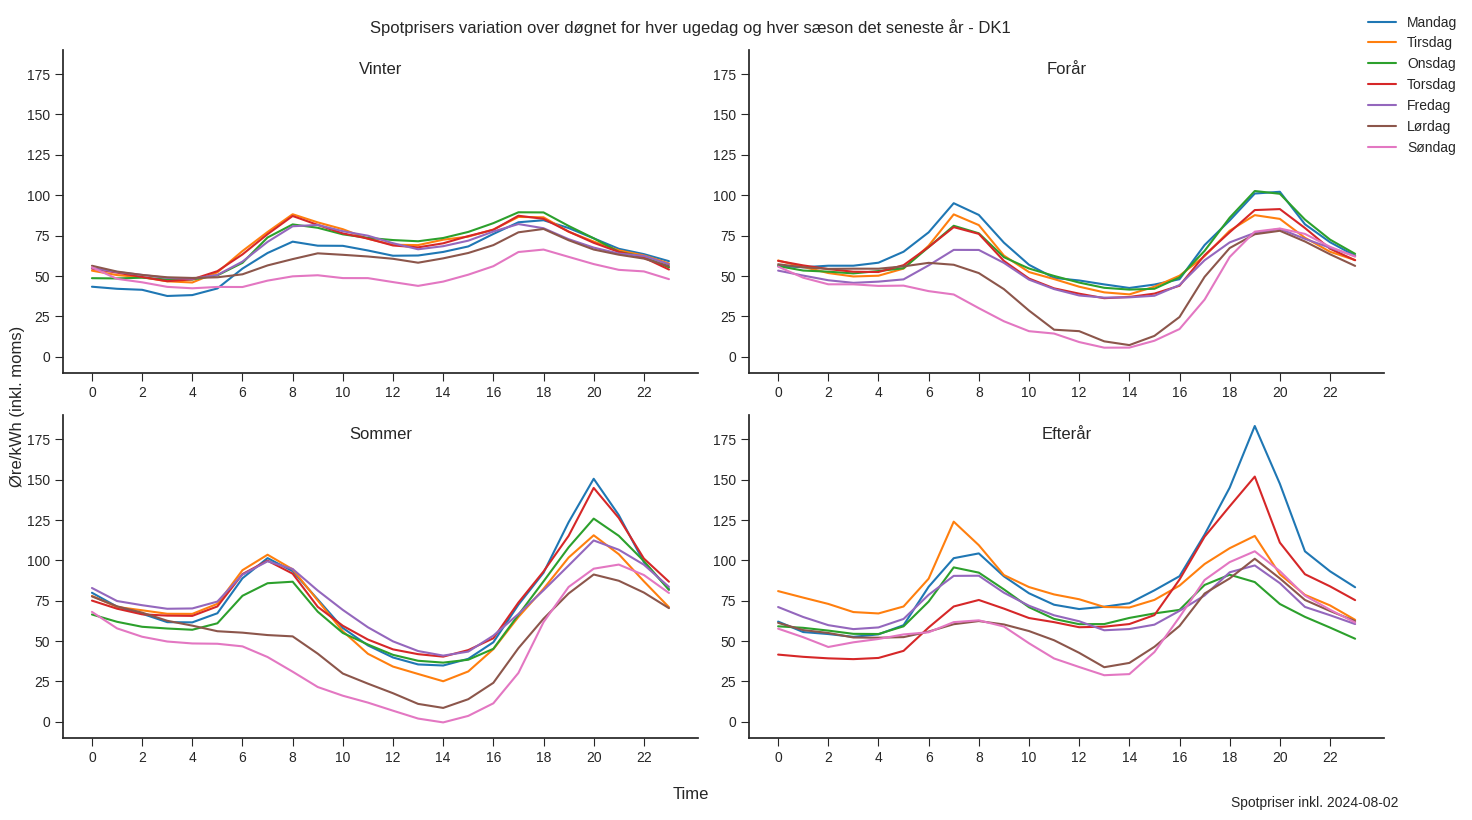 Spotprisers variation over døgnet for hver ugedag og hver sæson det seneste år - DK1
Mandag
Tirsdag
Onsdag
Torsdag
Fredag
Lørdag
Søndag
Vinter
175
150
125
100
75
50
25
0
0 2 4 6 8 10 12 14 16 18 20 22
Forår
175
150
125
100
75
50
25
0
0 2 4 6 8 10 12 14 16 18 20 22
Øre/kWh (inkl. moms)
Sommer
175
150
125
100
75
50
25
0
0 2 4 6 8 10 12 14 16 18 20 22
Efterår
175
150
125
100
75
50
25
0
0 2 4 6 8 10 12 14 16 18 20 22
Time
Spotpriser inkl. 2024-08-02